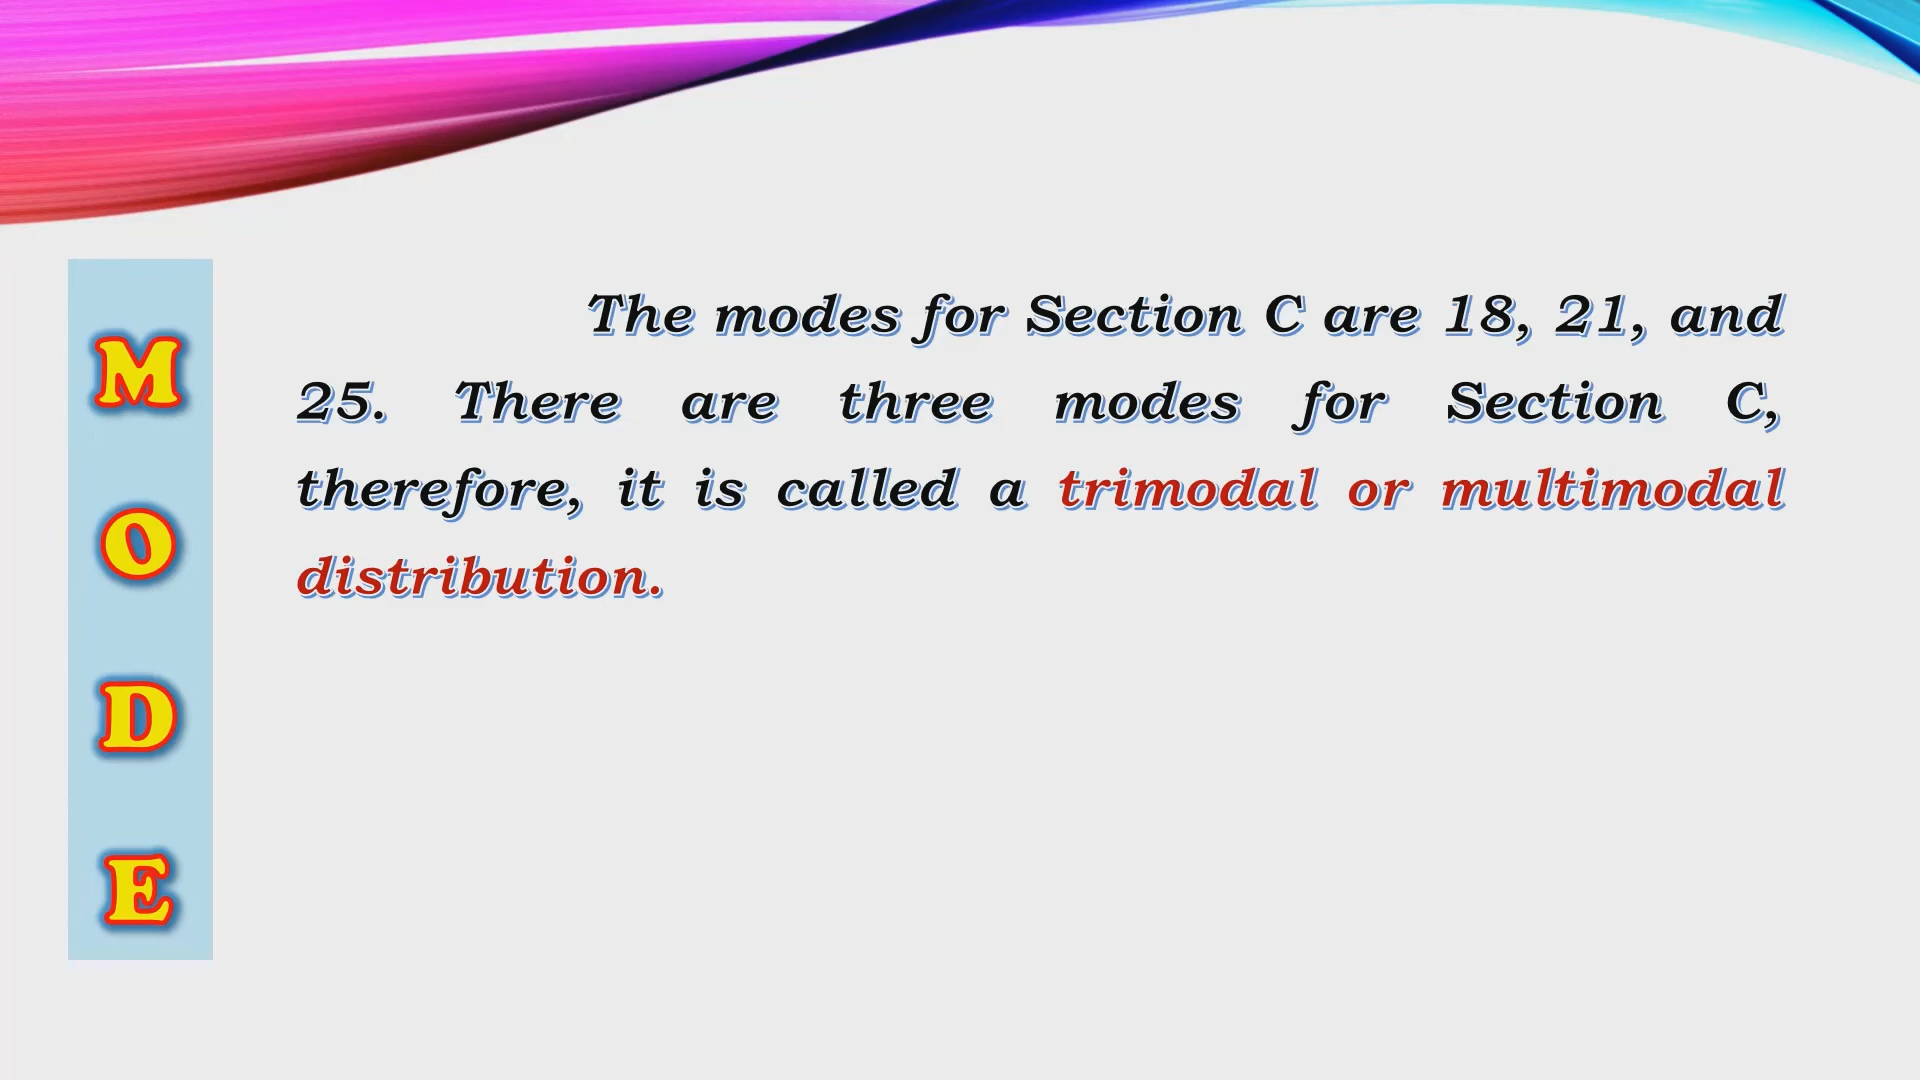 M
O
D
E
The modes for Section C are 18, 21, and
25. There are three modes for Section C,
therefore, it is called a trimodal or multimodal
distribution.